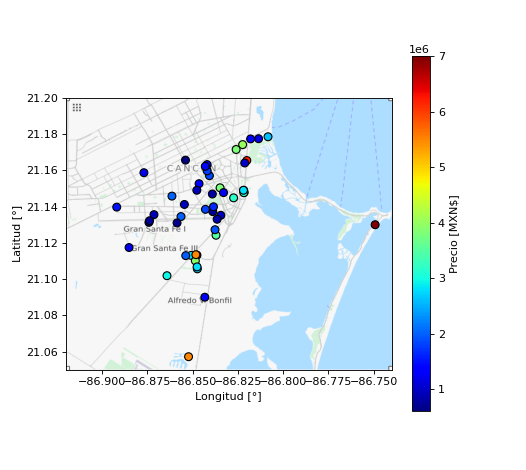 1e6
7
6
5
4
3
2
1
Precio [MXN$]
21.20
21.18
21.16
21.14
21.12
21.10
21.08
21.06
Latitud [°]
CANC
Gran Santa Fe I
Gran Santa Fe III
Alfredo Bonfil
−86.900 −86.875 −86.850 −86.825 −86.800 −86.775 −86.750
Longitud [°]